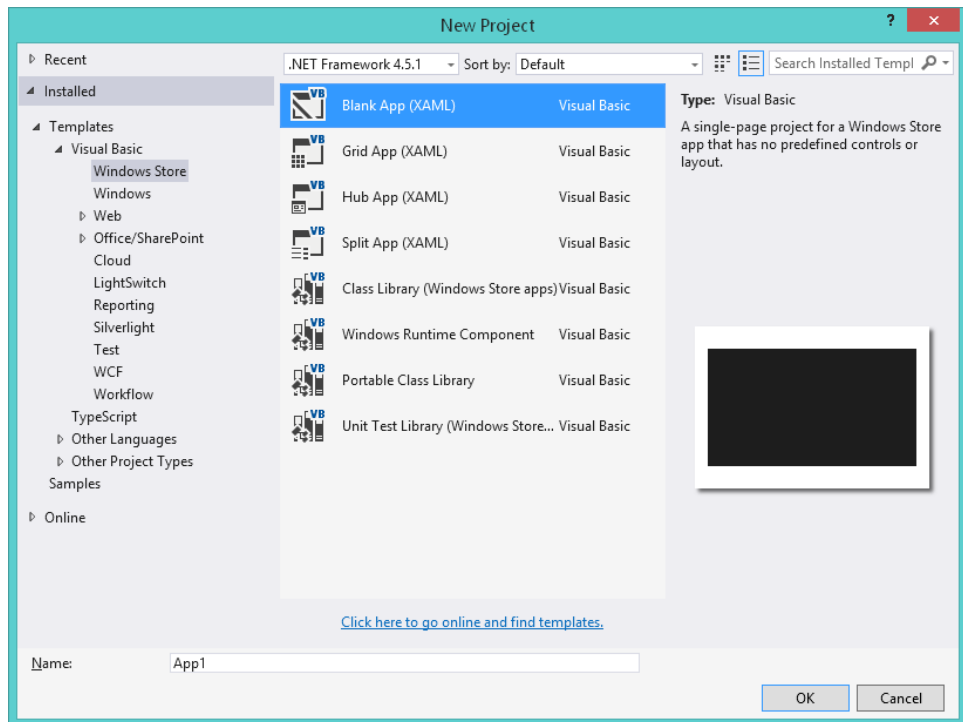 New Project
?
Recent
Installed
Templates
Visual Basic
Windows Store
Windows
Web
Office/SharePoint
Cloud
LightSwitch
Reporting
Silverlight
Test
WCF
Workflow
TypeScript
Other Languages
Other Project Types
Samples
Online
.NET Framework 4.5.1 Sort by: Default
Search Installed Templ
VB Blank App (XAML) Visual Basic
VB Grid App (XAML) Visual Basic
VB Hub App (XAML) Visual Basic
VB Split App (XAML) Visual Basic
VB Class Library (Windows Store apps) Visual Basic
VB Windows Runtime Component Visual Basic
VB Portable Class Library Visual Basic
VB Unit Test Library (Windows Store... Visual Basic
Click here to go online and find templates.
Type: Visual Basic
A single-page project for a Windows Store
app that has no predefined controls or
layout.
Name: App1
OK Cancel